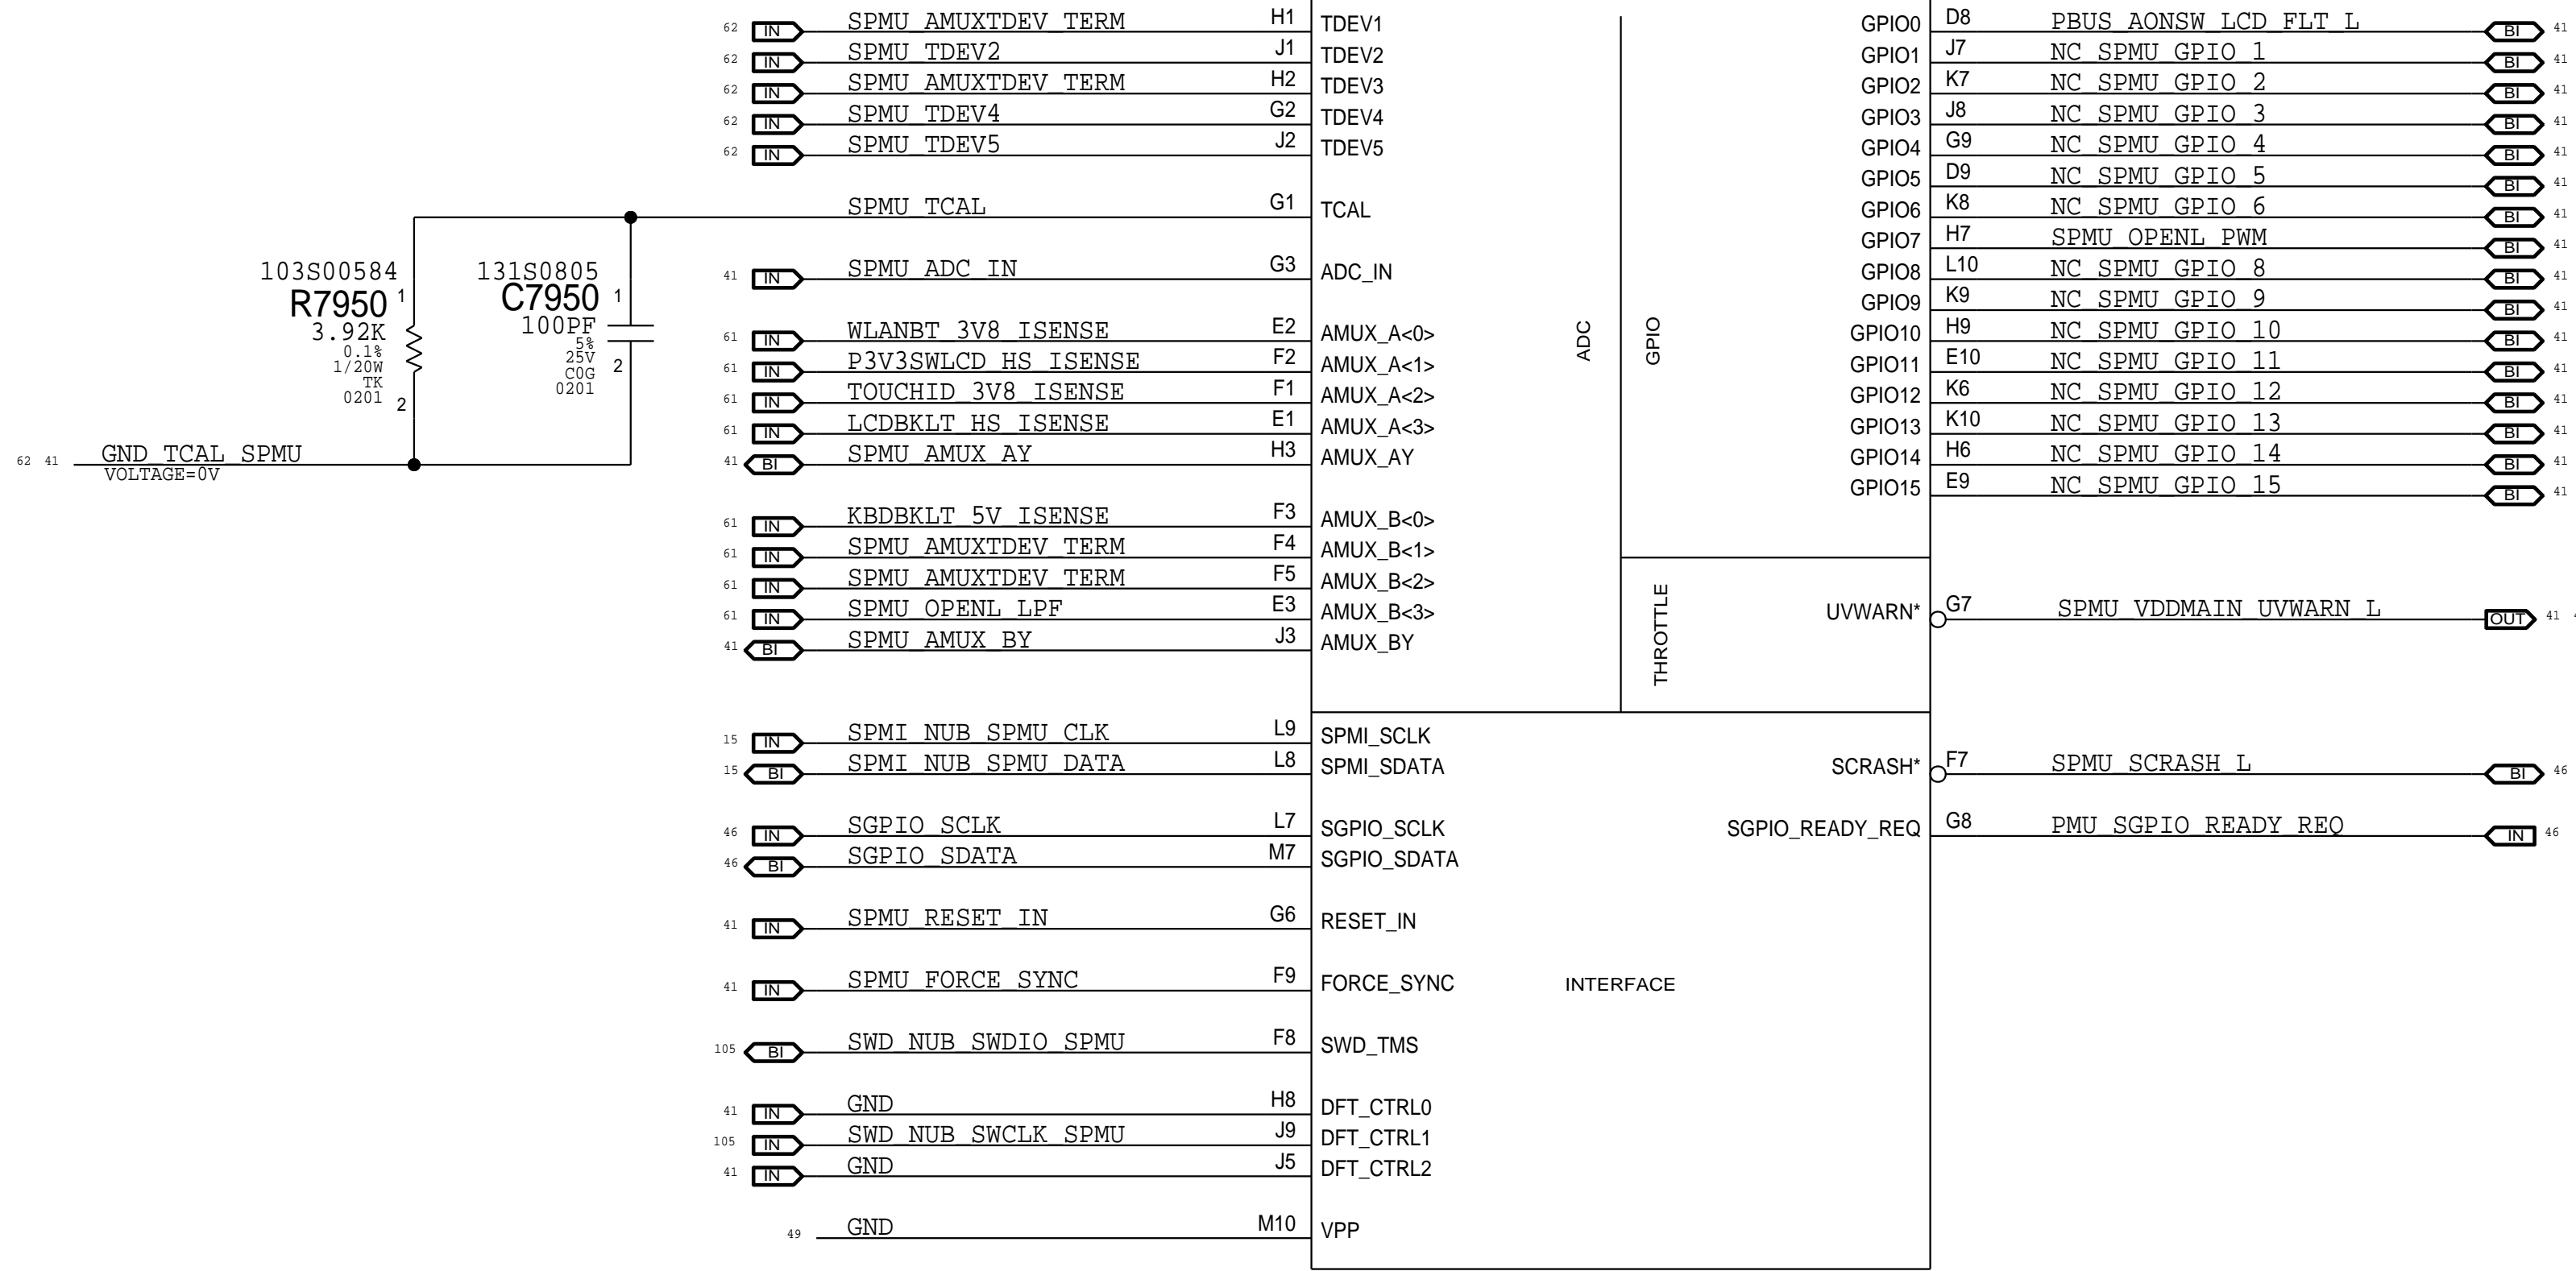 62 IN SPMU_AMUXTDEV_TERM H1 TDEV1 GPIO0 D8 PBUS_AONSW_LCD_FLT_L BI 41
62 IN SPMU_TDEV2 J1 TDEV2 GPIO1 J7 NC_SPMU_GPIO_1 BI 41
62 IN SPMU_AMUXTDEV_TERM H2 TDEV3 GPIO2 K7 NC_SPMU_GPIO_2 BI 41
62 IN SPMU_TDEV4 G2 TDEV4 GPIO3 J8 NC_SPMU_GPIO_3 BI 41
62 IN SPMU_TDEV5 J2 TDEV5 GPIO4 G9 NC_SPMU_GPIO_4 BI 41
GPIO5 D9 NC_SPMU_GPIO_5 BI 41
SPMU_TCAL G1 TCAL GPIO6 K8 NC_SPMU_GPIO_6 BI 41
GPIO7 H7 SPMU_OPENL_PWM BI 41
41 IN SPMU_ADC_IN G3 ADC_IN GPIO8 L10 NC_SPMU_GPIO_8 BI 41
GPIO9 K9 NC_SPMU_GPIO_9 BI 41
61 IN WLANBT_3V8_ISENSE E2 AMUX_A<0> GPIO10 H9 NC_SPMU_GPIO_10 BI 41
61 IN P3V3SWLCD_HS_ISENSE F2 AMUX_A<1> GPIO11 E10 NC_SPMU_GPIO_11 BI 41
61 IN TOUCHID_3V8_ISENSE F1 AMUX_A<2> GPIO12 K6 NC_SPMU_GPIO_12 BI 41
61 IN LCDBKLT_HS_ISENSE E1 AMUX_A<3> GPIO13 K10 NC_SPMU_GPIO_13 BI 41
41 BI SPMU_AMUX_AY H3 AMUX_AY GPIO14 H6 NC_SPMU_GPIO_14 BI 41
GPIO15 E9 NC_SPMU_GPIO_15 BI 41
ADC
GPIO
103S00584
R7950 1
3.92K
0.1%
1/20W
TK
0201 2
131S0805
C7950 1
100PF
5%
25V 2
C0G
0201
62 41 GND_TCAL_SPMU
VOLTAGE=0V
61 IN KBDBKLT_5V_ISENSE F3 AMUX_B<0>
61 IN SPMU_AMUXTDEV_TERM F4 AMUX_B<1>
61 IN SPMU_AMUXTDEV_TERM F5 AMUX_B<2>
61 IN SPMU_OPENL_LPF E3 AMUX_B<3> UVWARN* G7 SPMU_VDDMAIN_UVWARN_L OUT 41
41 BI SPMU_AMUX_BY J3 AMUX_BY
THROTTLE
15 IN SPMI_NUB_SPMU_CLK L9 SPMI_SCLK
15 BI SPMI_NUB_SPMU_DATA L8 SPMI_SDATA SCRASH* F7 SPMU_SCRASH_L BI 46
46 IN SGPIO_SCLK L7 SGPIO_SCLK SGPIO_READY_REQ G8 PMU_SGPIO_READY_REQ IN 46
46 BI SGPIO_SDATA M7 SGPIO_SDATA
41 IN SPMU_RESET_IN G6 RESET_IN
41 IN SPMU_FORCE_SYNC F9 FORCE_SYNC INTERFACE
105 BI SWD_NUB_SWDIO_SPMU F8 SWD_TMS
41 IN GND H8 DFT_CTRL0
105 IN SWD_NUB_SWCLK_SPMU J9 DFT_CTRL1
41 IN GND J5 DFT_CTRL2
49 GND M10 VPP